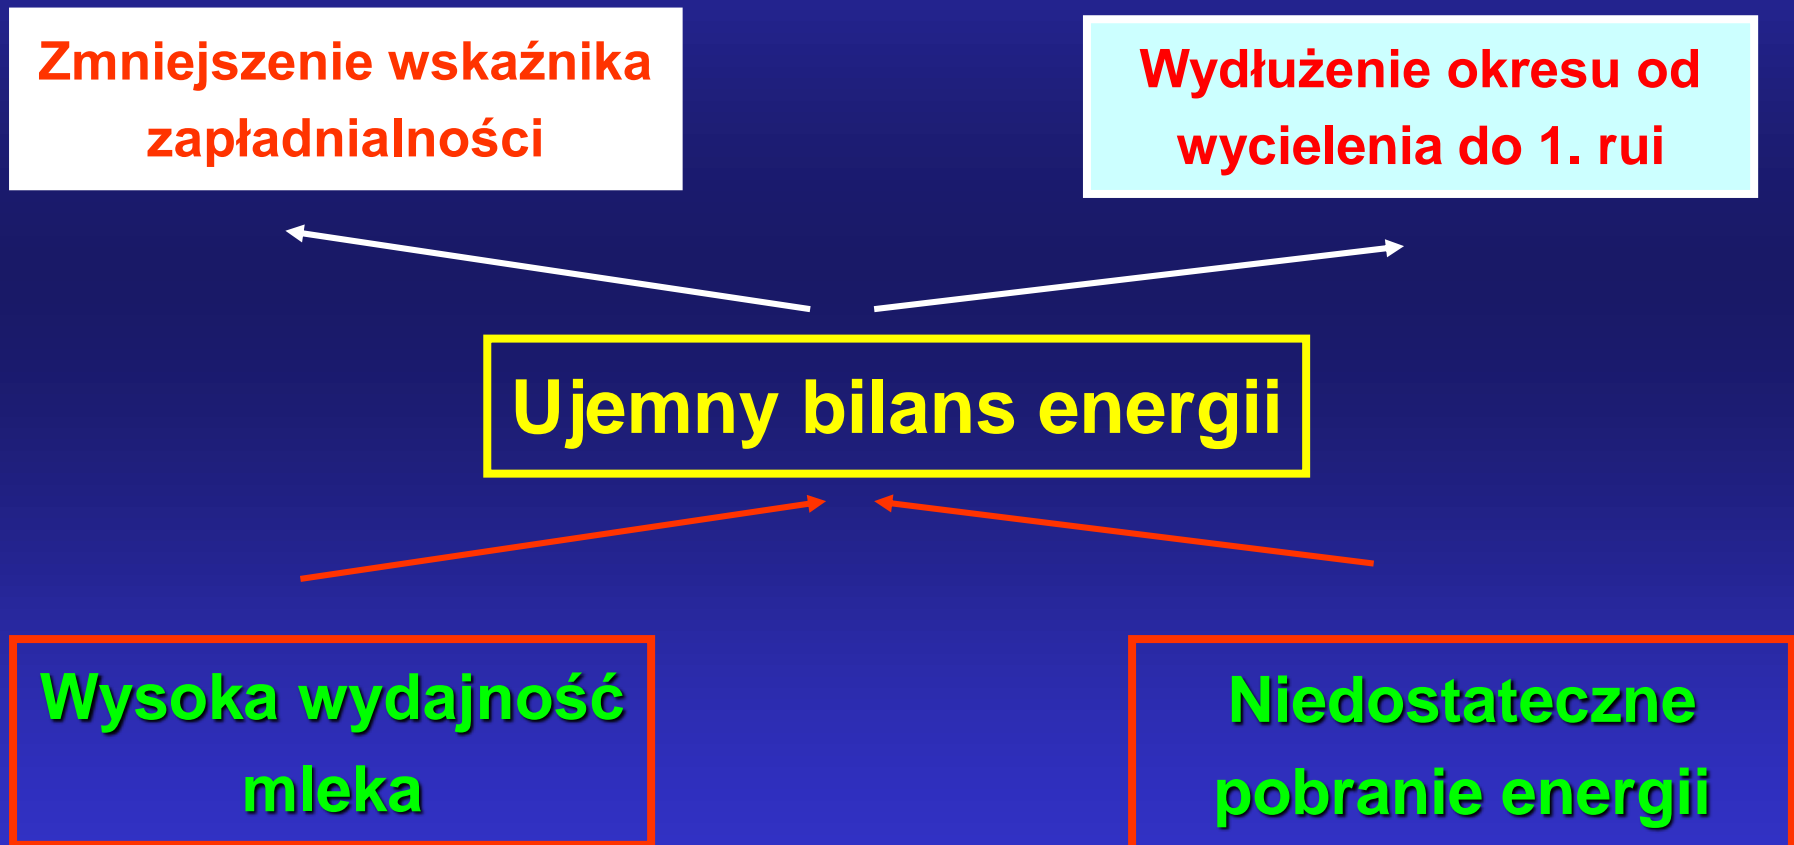 Zmniejszenie wskaźnika
zapładnialności
Wydłużenie okresu od
wycielenia do 1. rui
Ujemny bilans energii
Wysoka wydajność
mleka
Niedostateczne
pobranie energii